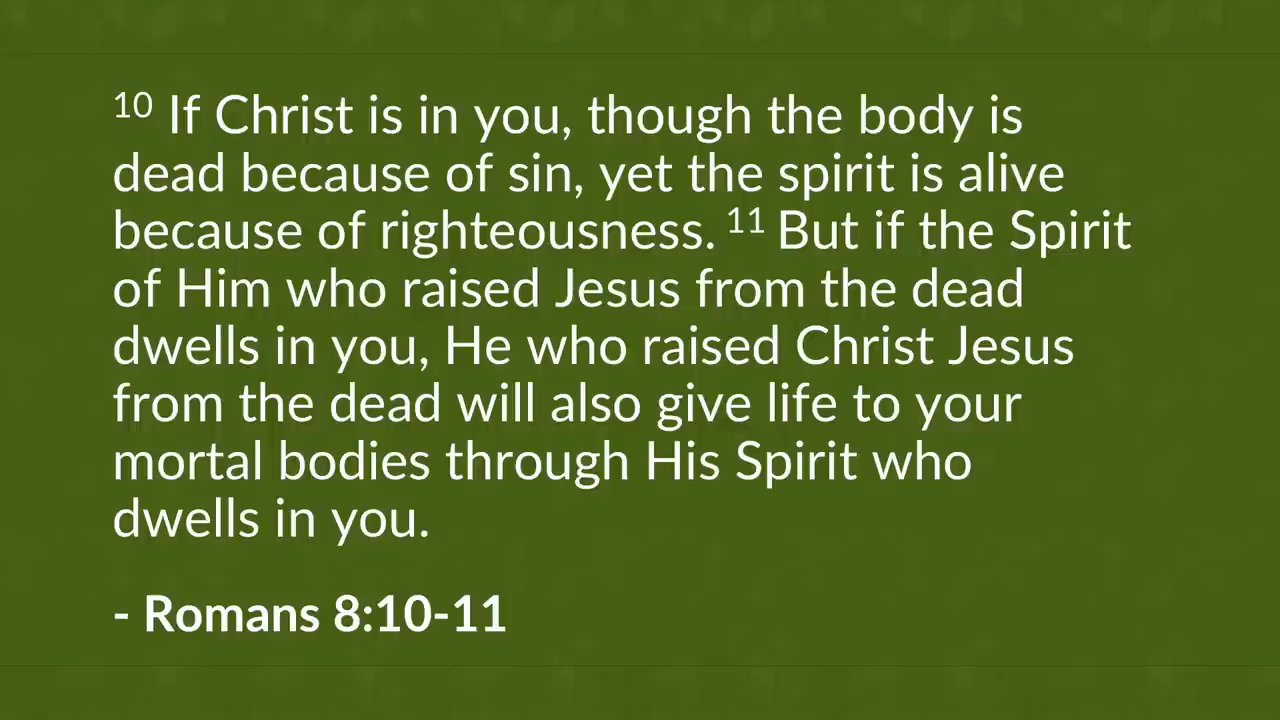 10 If Christ is in you, though the body is
dead because of sin, yet the spirit is alive
because of righteousness. 11 But if the Spirit
of Him who raised Jesus from the dead
dwells in you, He who raised Christ Jesus
from the dead will also give life to your
mortal bodies through His Spirit who
dwells in you.
- Romans 8:10-11